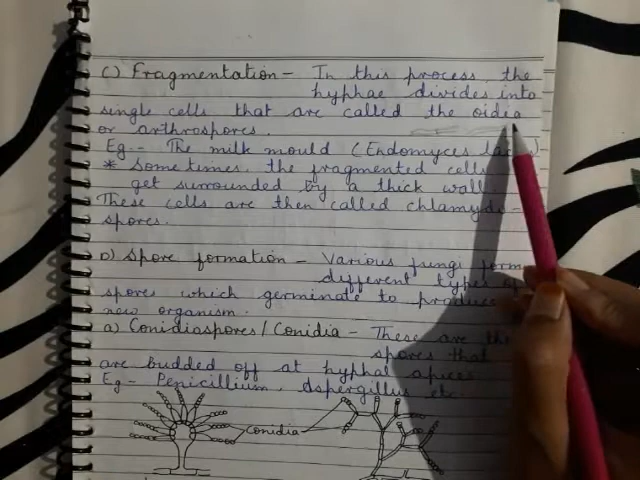 C) Fragmentation - In this process, the
hyphae divides into
single cells that are called the oidia
or arthrospores.
Eg. - The milk mould (Endomyces
* Sometimes, the fragmented cells
get surrounded by a thick wall.
These cells are then called chlamydo-
spores.
D) Spore formation - Various fungi form
different types of
spores which germinate to produce
new organism.
a) Conidiaspores / Conidia - These are the
spores that
are budded off at hyphal apices.
Eg - Penicillium, Aspergillus etc.
Conidia